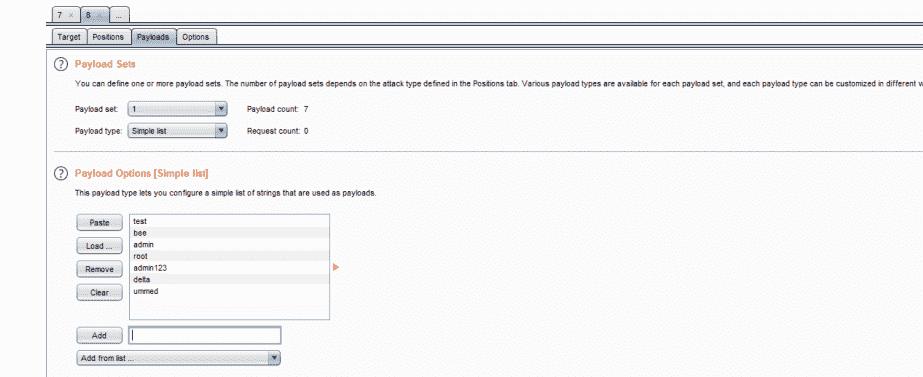 7 × 8 × ...
Target Positions Payloads Options
? Payload Sets
You can define one or more payload sets. The number of payload sets depends on the attack type defined in the Positions tab. Various payload types are available for each payload set, and each payload type can be customized in different w
Payload set: 1 Payload count: 7
Payload type: Simple list Request count: 0
? Payload Options [Simple list]
This payload type lets you configure a simple list of strings that are used as payloads.
Paste test
bee
Load ... admin
root
Remove admin123
delta
Clear ummed
Add
Add from list ...